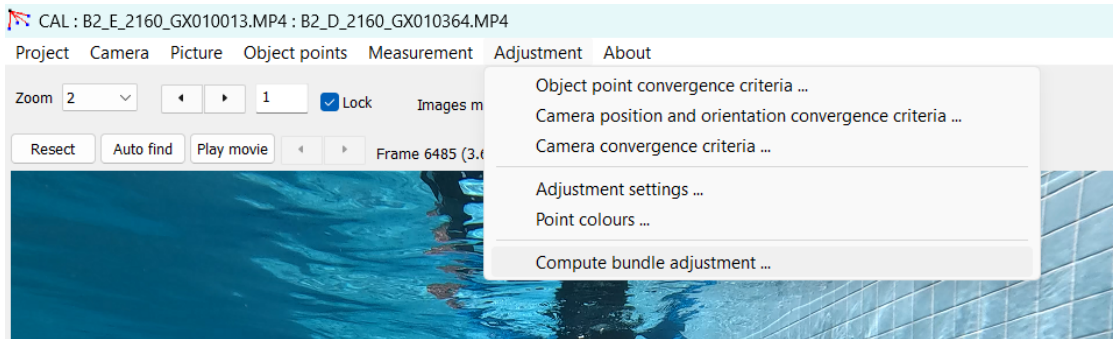 CAL : B2_E_2160_GX010013.MP4 : B2_D_2160_GX010364.MP4
Project Camera Picture Object points Measurement Adjustment About
Zoom 2 1 Lock Images m
Resect Auto find Play movie Frame 6485 (3.6
Object point convergence criteria ...
Camera position and orientation convergence criteria ...
Camera convergence criteria ...
Adjustment settings ...
Point colours ...
Compute bundle adjustment ...